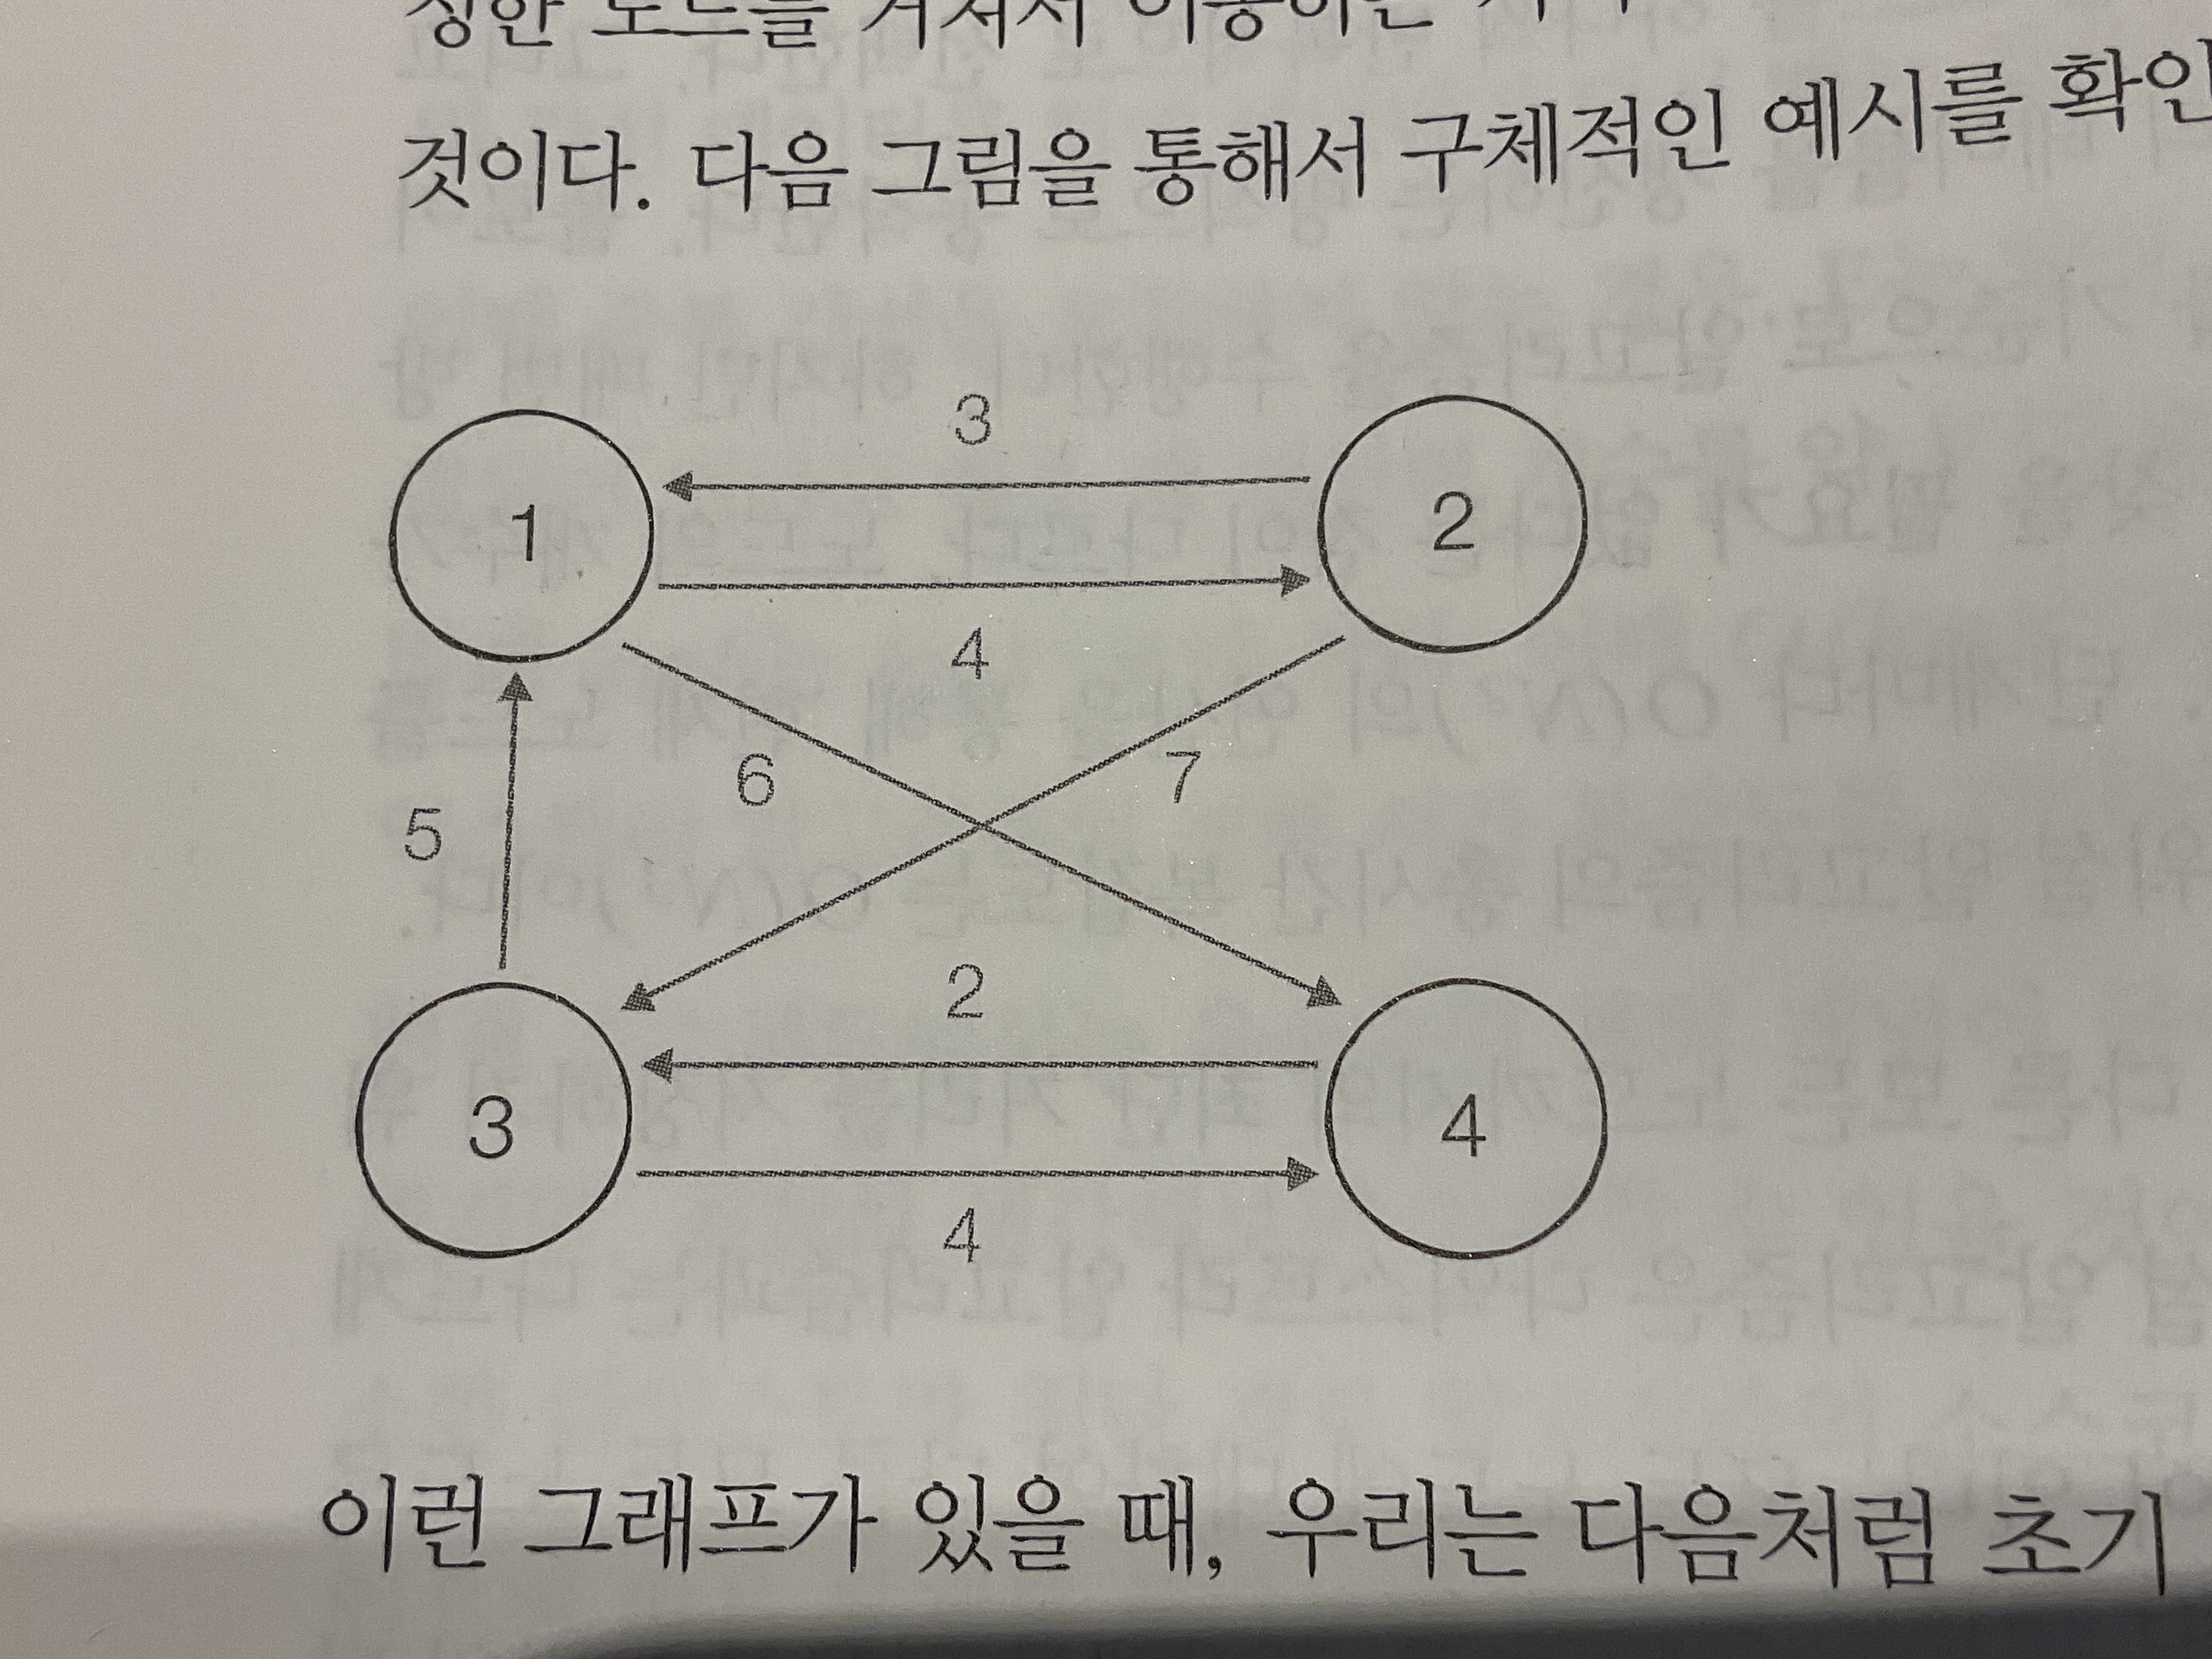 노드를 거쳐서 이동하는
것이다. 다음 그림을 통해서 구체적인 예시를 확인
3
1 2
4
6 7
5
2
3 4
4
이런 그래프가 있을 때, 우리는 다음처럼 초기